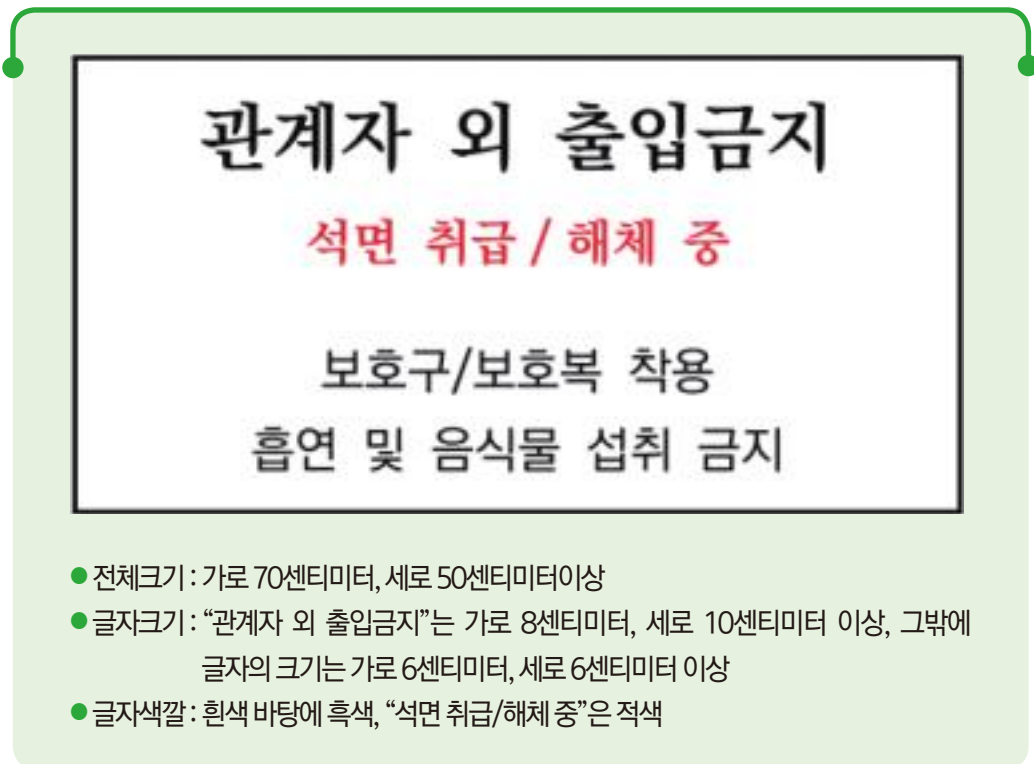 관계자 외 출입금지
석면 취급 / 해체 중
보호구/보호복 착용
흡연 및 음식물 섭취 금지
● 전체크기 : 가로 70센티미터, 세로 50센티미터이상
● 글자크기 : “관계자 외 출입금지”는 가로 8센티미터, 세로 10센티미터 이상, 그밖에
글자의 크기는 가로 6센티미터, 세로 6센티미터 이상
● 글자색깔 : 흰색 바탕에 흑색, “석면 취급/해체 중”은 적색